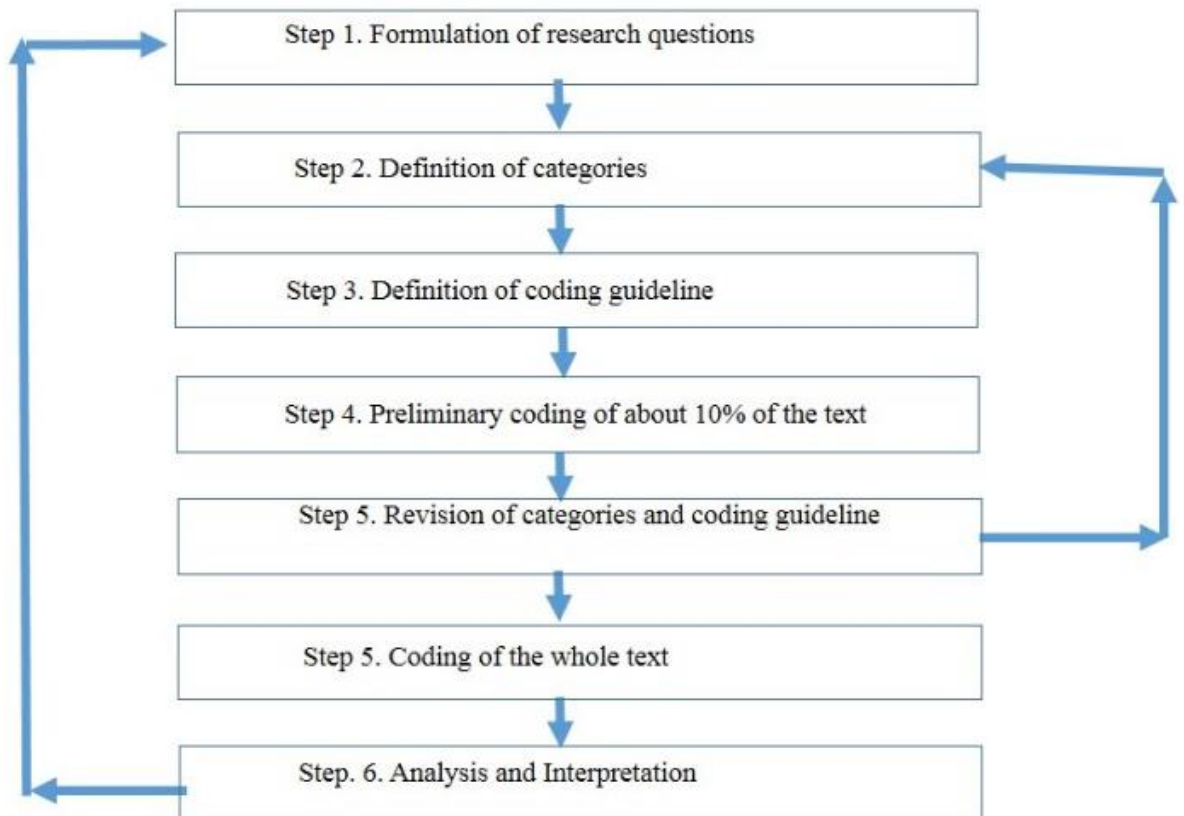 Step 1. Formulation of research questions
Step 2. Definition of categories
Step 3. Definition of coding guideline
Step 4. Preliminary coding of about 10% of the text
Step 5. Revision of categories and coding guideline
Step 5. Coding of the whole text
Step. 6. Analysis and Interpretation